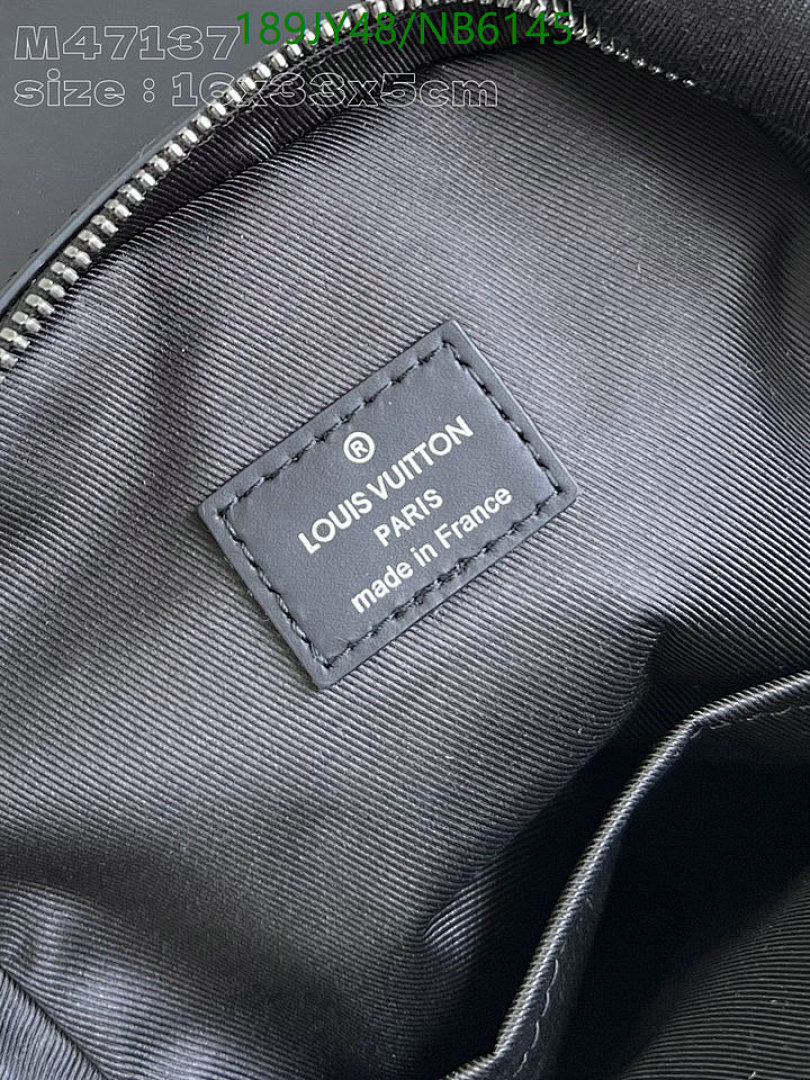 189JY48/NB6145
M47137
size : 16x33x5cm
®
LOUIS VUITTON
PARIS
made in France